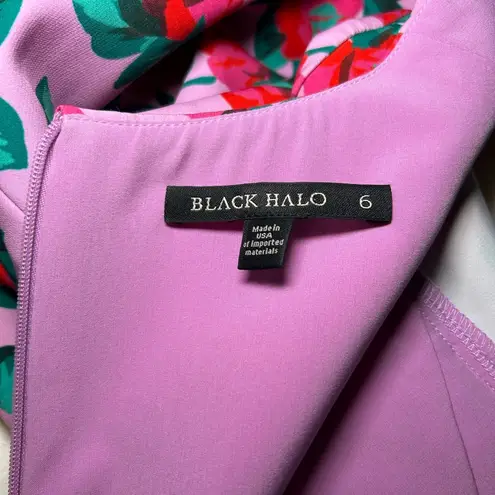 BLACK HALO 6
Made in
USA
of imported
materials